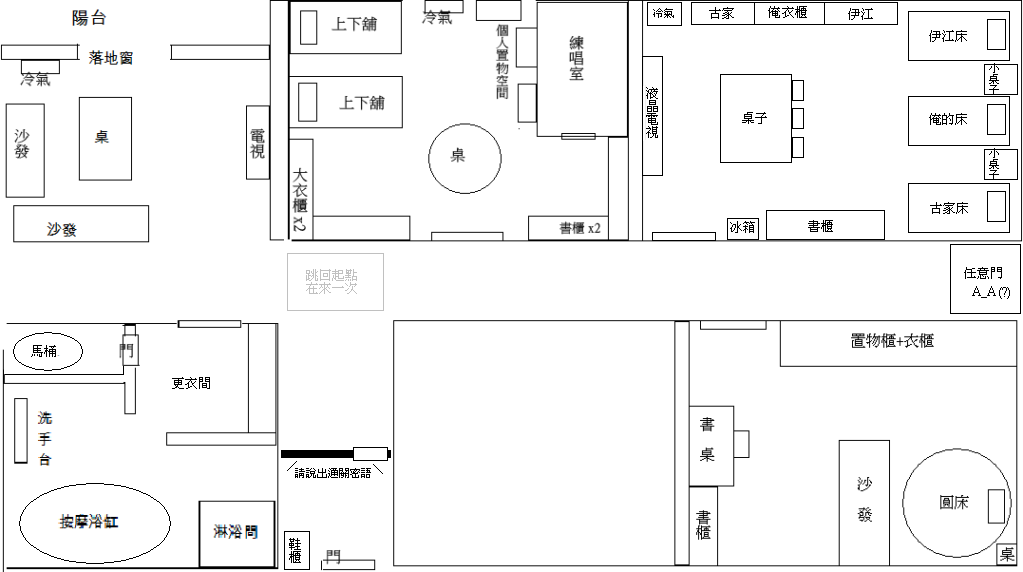 陽台
落地窗
冷氣
沙發
桌
電視
沙發
上下舖
上下舖
冷氣
個人置物空間
練唱室
桌
大衣櫃 x2
書櫃 x2
冷氣
古家
俺衣櫃
伊江
伊江床
小桌子
俺的床
小桌子
古家床
液晶電視
桌子
冰箱
書櫃
跳回起點
在來一次
任意門
A_A (?)
馬桶
門
更衣間
洗手台
按摩浴缸
淋浴間
請說出通關密語
鞋櫃
門
置物櫃+衣櫃
書桌
書櫃
沙發
圓床
桌